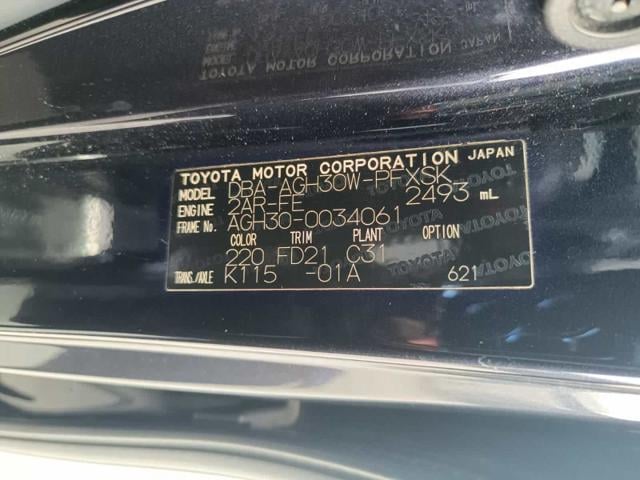 TOYOTA MOTOR CORPORATION JAPAN
MODEL DBA-AGH30W-PFXSK
ENGINE 2AR-FE 2493 mL
FRAME No. AGH30-0034061
COLOR TRIM PLANT OPTION
220 FD21 C31
TRANS./AXLE K115 -01A 621